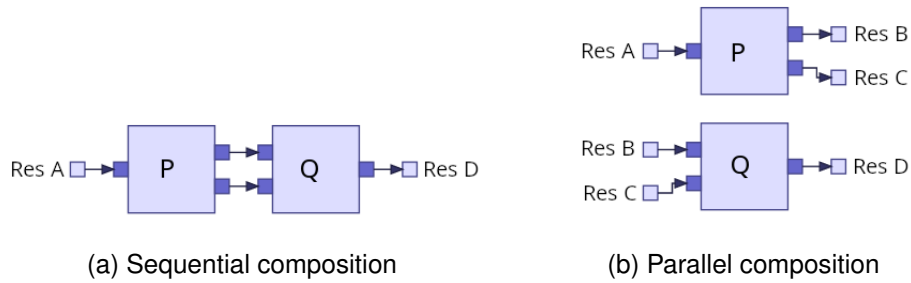 Res A
P
Q
Res D
(a) Sequential composition
Res A
P
Res B
Res C
Res B
Res C
Q
Res D
(b) Parallel composition